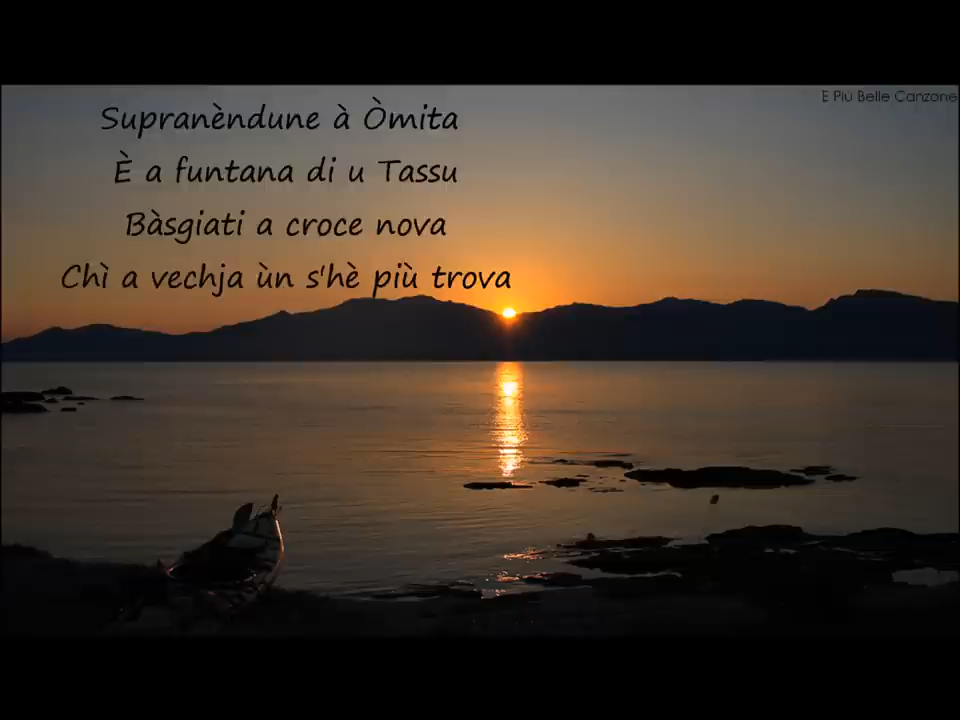 E Più Belle Canzone
Supranèndune à Òmita
È a funtana di u Tassu
Bàsgiati a croce nova
Chì a vechja ùn s'hè più trova